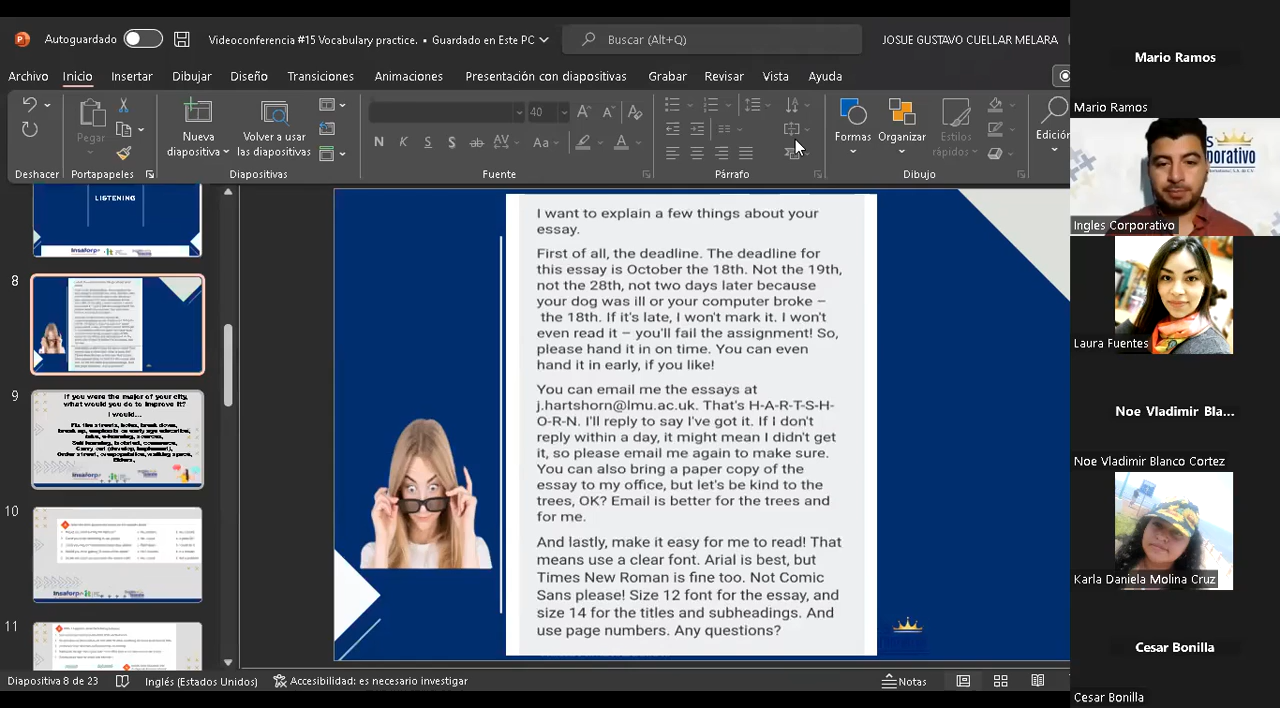 Autoguardado
Videoconferencia #15 Vocabulary practice. • Guardado en Este PC
Buscar (Alt+Q)
JOSUE GUSTAVO CUELLAR MELARA
Archivo Inicio Insertar Dibujar Diseño Transiciones Animaciones Presentación con diapositivas Grabar Revisar Vista Ayuda
Pegar
Nueva
diapositiva
Volver a usar
las diapositivas
40
N K S S ab AV Aa A
Formas Organizar Estilos
rápidos
Edición
Deshacer Portapapeles Diapositivas Fuente Párrafo Dibujo
LISTENING
Insaforp
8
9
If you were the major of your city,
what would you do to improve it?
I would...
10
11
I want to explain a few things about your
essay.
First of all, the deadline. The deadline for
this essay is October the 18th. Not the 19th,
not the 28th, not two days later because
your dog was ill or your computer broke –
the 18th. If it's late, I won't mark it. I won't
even read it – you'll fail the assignment! So,
please hand it in on time. You can even
hand it in early, if you like!
You can email me the essays at
j.hartshorn@lmu.ac.uk. That's H-A-R-T-S-H-
O-R-N. I'll reply to say I've got it. If I don't
reply within a day, it might mean I didn't get
it, so please email me again to make sure.
You can also bring a paper copy of the
essay to my office, but let's be kind to the
trees, OK? Email is better for the trees and
for me.
And lastly, make it easy for me to read! That
means use a clear font. Arial is best, but
Times New Roman is fine too. Not Comic
Sans please! Size 12 font for the essay, and
size 14 for the titles and subheadings. And
use page numbers. Any questions?
Diapositiva 8 de 23
Inglés (Estados Unidos)
Accesibilidad: es necesario investigar
Notas
Mario Ramos
Mario Ramos
Ingles Corporativo
Laura Fuentes
Noe Vladimir Bla...
Noe Vladimir Blanco Cortez
Karla Daniela Molina Cruz
Cesar Bonilla
Cesar Bonilla